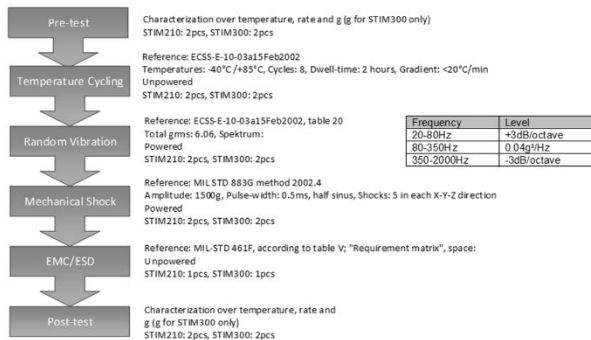 Pre-test
Characterization over temperature, rate and g (g for STIM300 only)
STIM210: 2pcs, STIM300: 2pcs
Temperature Cycling
Reference: ECSS-E-10-03a15Feb2002
Temperatures: -40°C /+85°C, Cycles: 8, Dwell-time: 2 hours, Gradient: <20°C/min
Unpowered
STIM210: 2pcs, STIM300: 2pcs
Random Vibration
Reference: ECSS-E-10-03a15Feb2002, table 20
Total grms: 6.06, Spektrum:
Powered
STIM210: 2pcs, STIM300: 2pcs
Frequency Level
20-80Hz +3dB/octave
80-350Hz 0.04g²/Hz
350-2000Hz -3dB/octave
Mechanical Shock
Reference: MIL STD 883G method 2002.4
Amplitude: 1500g, Pulse-width: 0.5ms, half sinus, Shocks: 5 in each X-Y-Z direction
Powered
STIM210: 2pcs, STIM300: 2pcs
EMC/ESD
Reference: MIL-STD 461F, according to table V; "Requirement matrix", space:
Unpowered
STIM210: 1pcs, STIM300: 1pcs
Post-test
Characterization over temperature, rate and
g (g for STIM300 only)
STIM210: 2pcs, STIM300: 2pcs